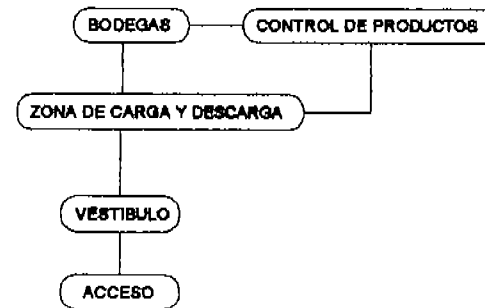 BODEGAS
CONTROL DE PRODUCTOS
ZONA DE CARGA Y DESCARGA
VESTIBULO
ACCESO